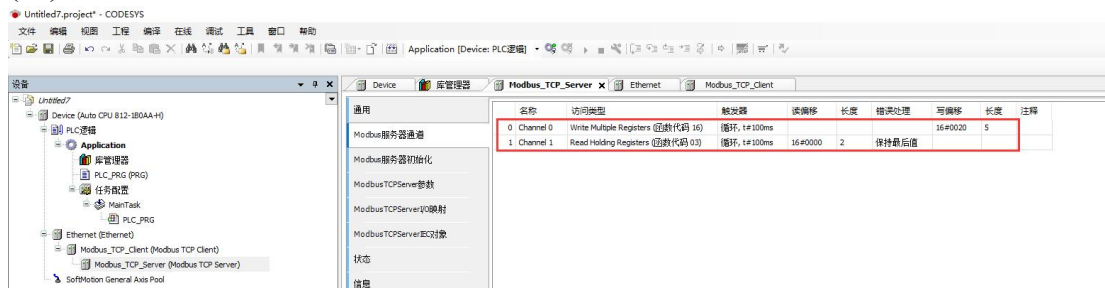 Untitled7.project* - CODESYS
文件 编辑 视图 工程 编译 在线 调试 工具 窗口 帮助
Application [Device: PLC逻辑]
设备
Untitled7
Device (Auto CPU 812-1B0AA-H)
PLC逻辑
Application
库管理器
PLC_PRG (PRG)
任务配置
MainTask
PLC_PRG
Ethernet (Ethernet)
Modbus_TCP_Client (Modbus TCP Client)
Modbus_TCP_Server (Modbus TCP Server)
SoftMotion General Axis Pool
Device 库管理器 Modbus_TCP_Server Ethernet Modbus_TCP_Client
通用
Modbus服务器通道
Modbus服务器初始化
ModbusTCPServer参数
ModbusTCPServerI/O映射
ModbusTCPServerIEC对象
状态
信息
名称 访问类型 触发器 读偏移 长度 错误处理 写偏移 长度 注释
0 Channel 0 Write Multiple Registers (函数代码 16) 循环, t#100ms 16#0020 5
1 Channel 1 Read Holding Registers (函数代码 03) 循环, t#100ms 16#0000 2 保持最后值